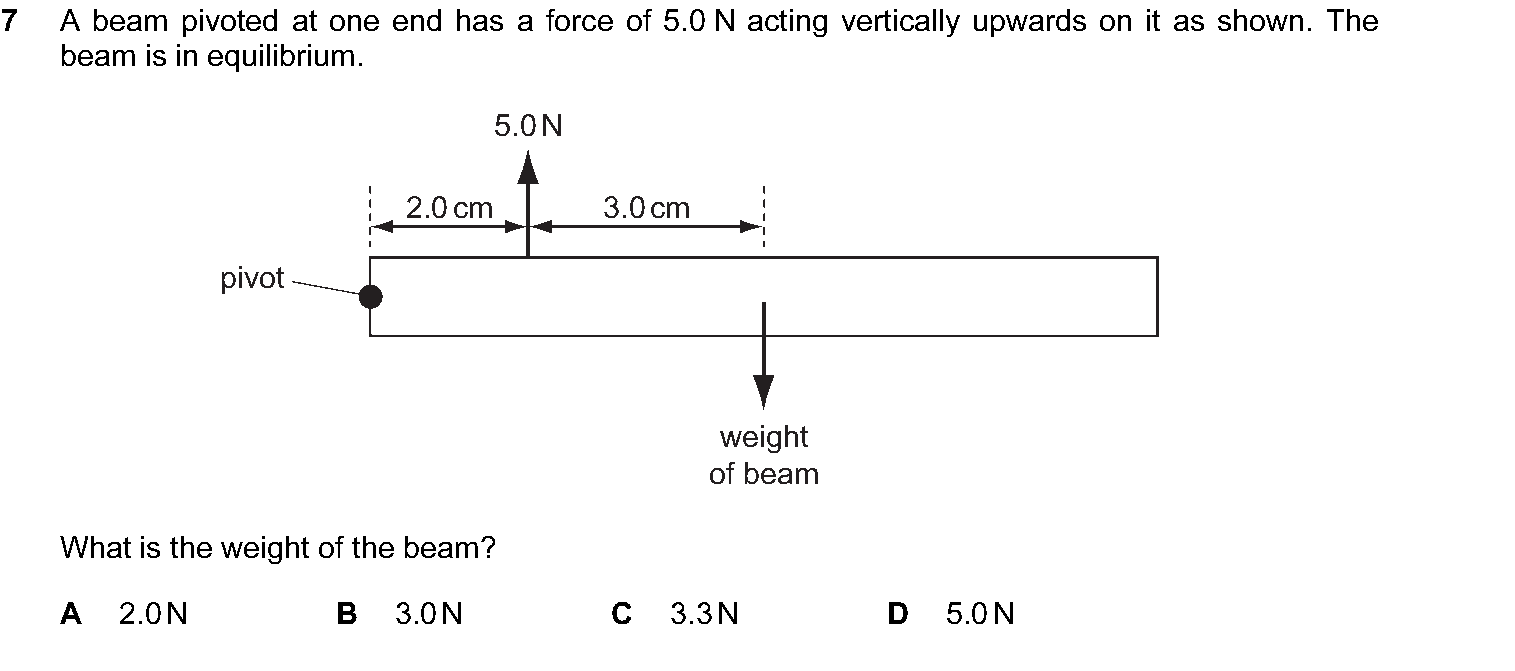 7 A beam pivoted at one end has a force of 5.0 N acting vertically upwards on it as shown. The
beam is in equilibrium.
5.0 N
2.0 cm 3.0 cm
pivot
weight
of beam
What is the weight of the beam?
A 2.0 N B 3.0 N C 3.3 N D 5.0 N